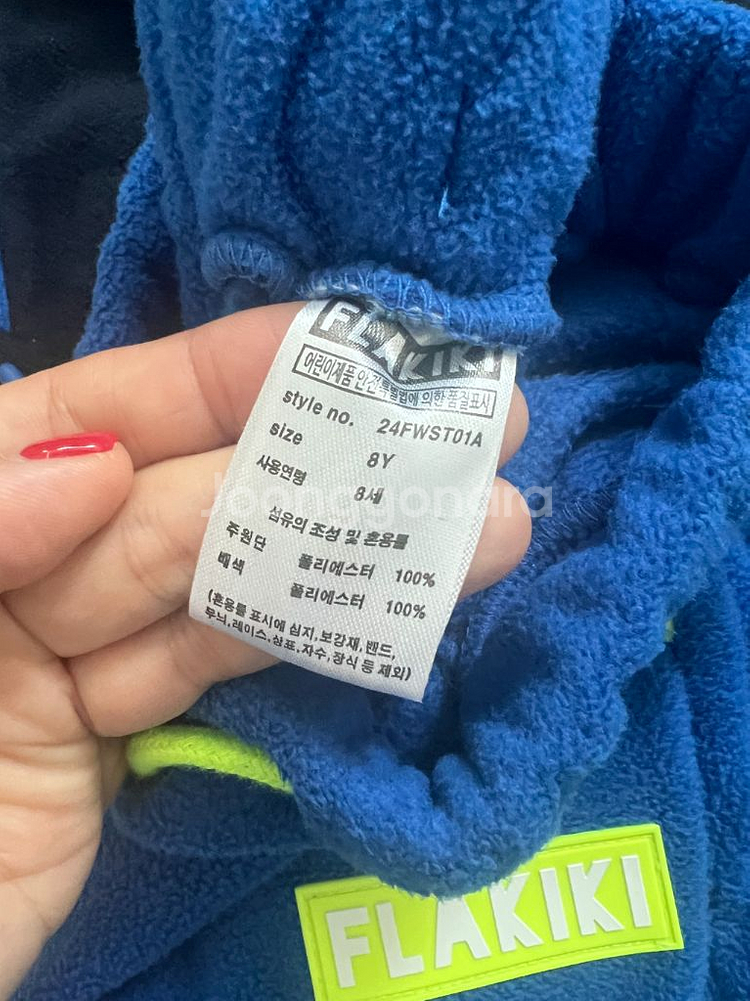 FLAKIKI
어린이제품 안전특별법에 의한 품질표시
style no. 24FWST01A
size 8Y
사용연령 8세
섬유의 조성 및 혼용률
주원단 폴리에스터 100%
배색 폴리에스터 100%
(혼용률 표시에 심지,보강재,밴드,
무늬,레이스,상표,자수,장식 등 제외)
Joonggonara
FLAKIKI